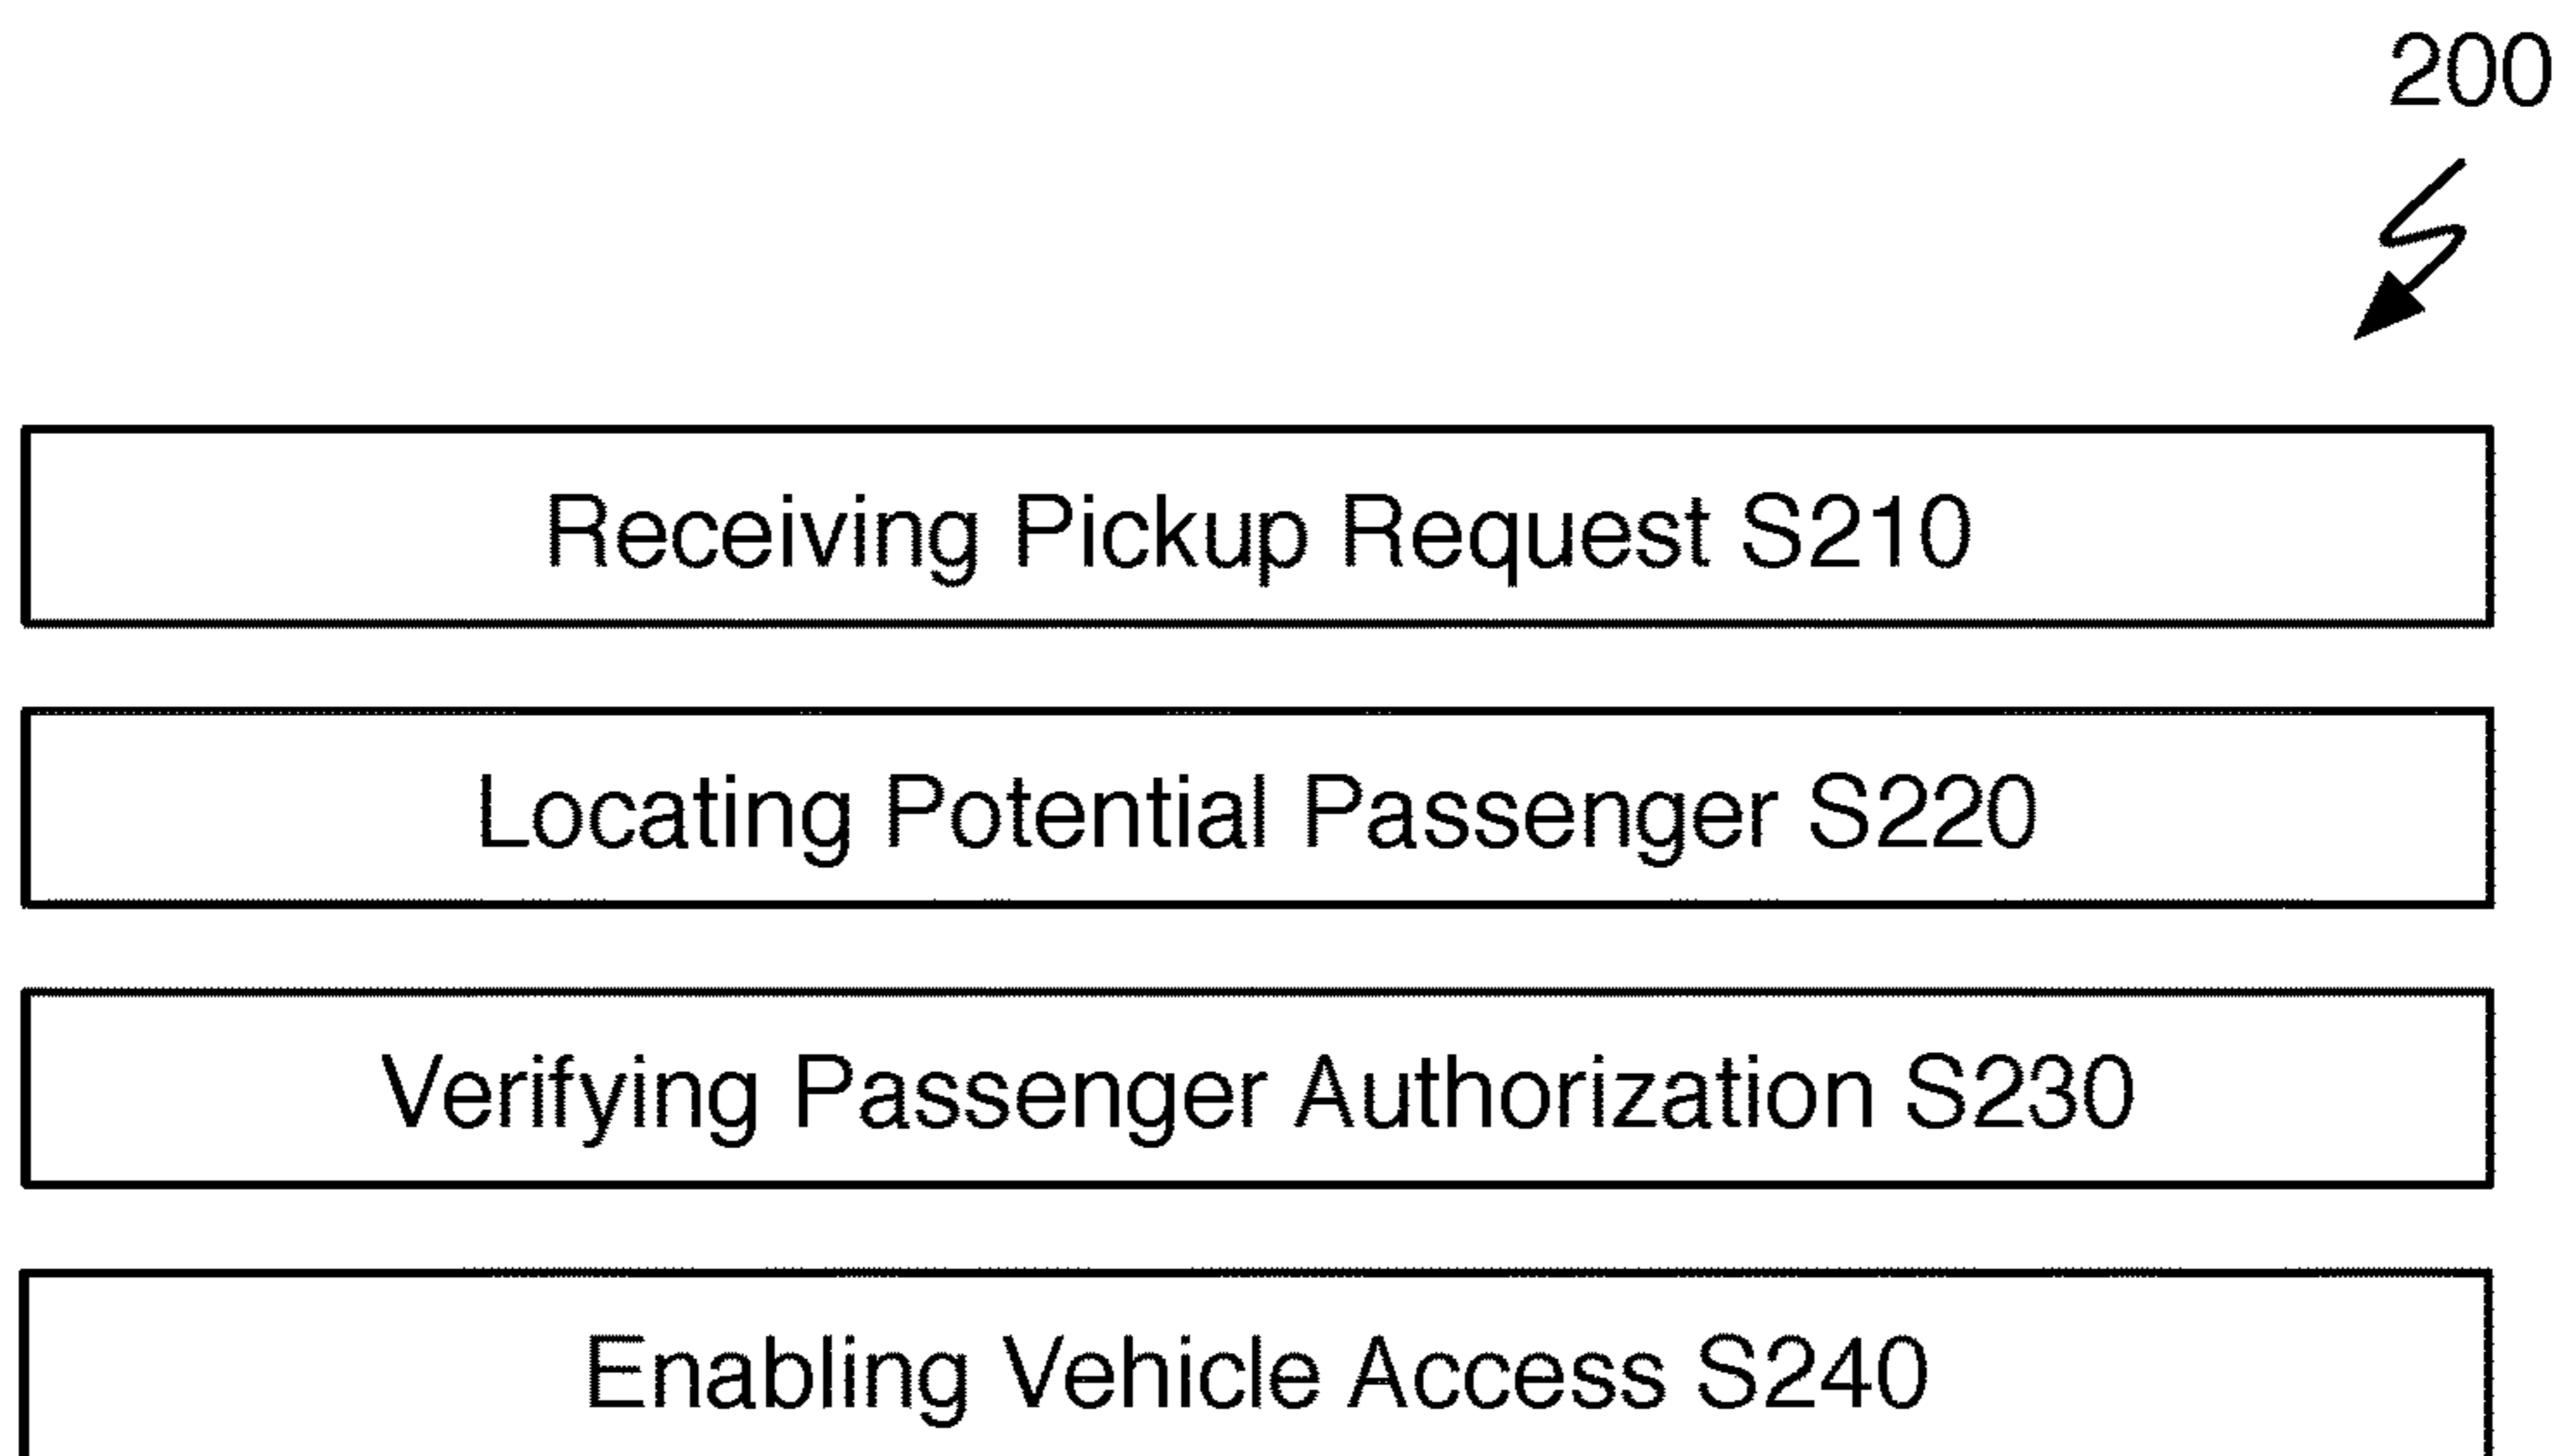 200
Receiving Pickup Request S210
Locating Potential Passenger S220
Verifying Passenger Authorization S230
Enabling Vehicle Access S240